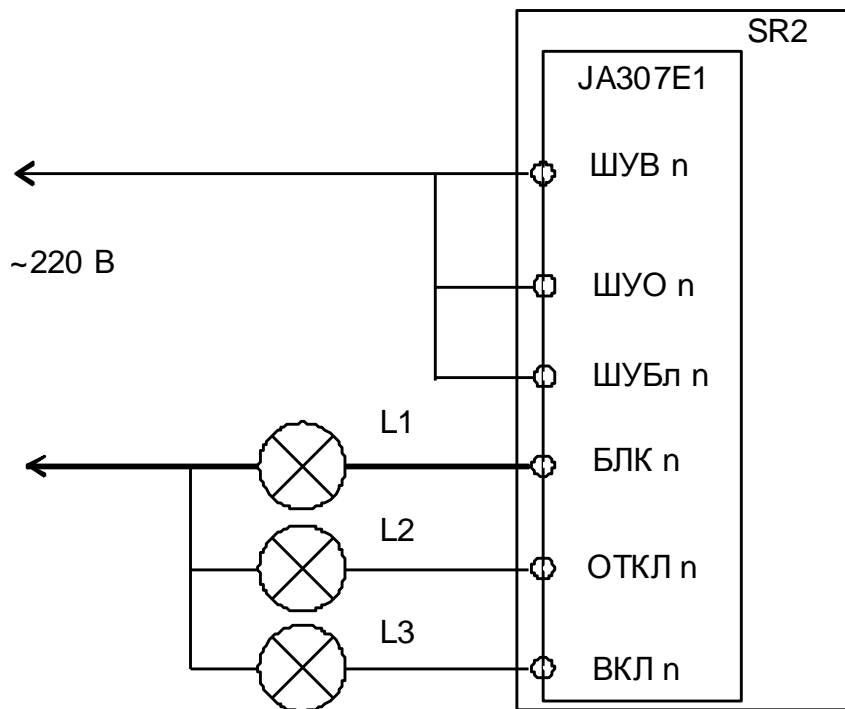 SR2
JA307E1
ШУВ n
~220 В
ШУО n
ШУБл n
L1
БЛК n
L2
ОТКЛ n
L3
ВКЛ n